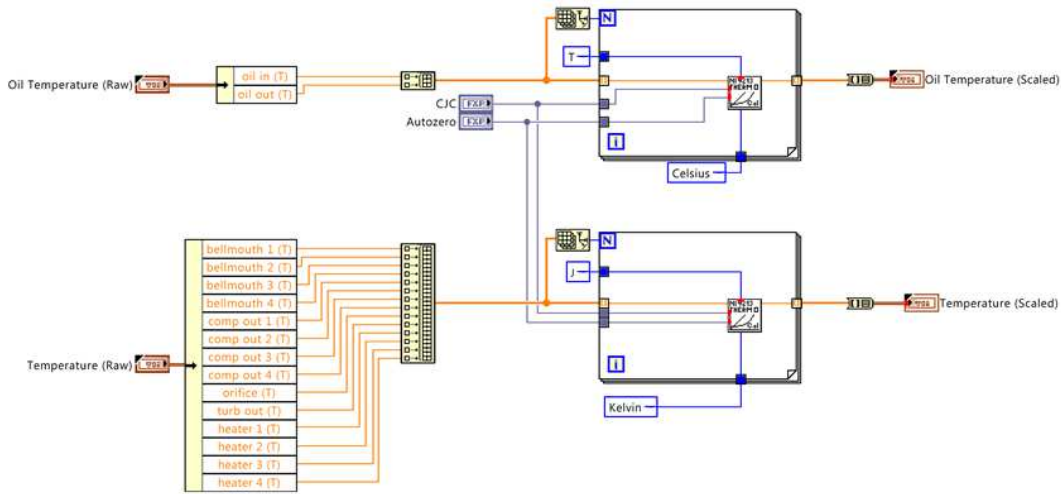 N
T
Oil Temperature (Raw)
oil in (T)
oil out (T)
CJC
Autozero
i
Celsius
Oil Temperature (Scaled)
N
J
Temperature (Raw)
bellmouth 1 (T)
bellmouth 2 (T)
bellmouth 3 (T)
bellmouth 4 (T)
comp out 1 (T)
comp out 2 (T)
comp out 3 (T)
comp out 4 (T)
orifice (T)
turb out (T)
heater 1 (T)
heater 2 (T)
heater 3 (T)
heater 4 (T)
i
Kelvin
Temperature (Scaled)